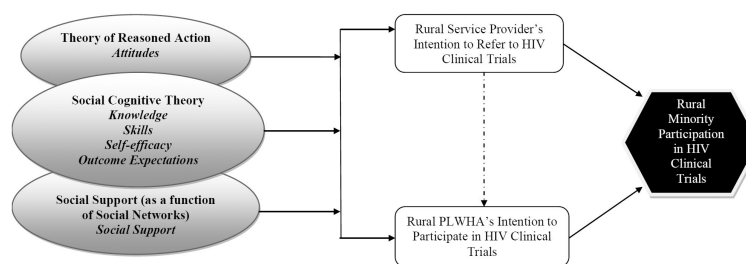 Theory of Reasoned Action
Attitudes
Social Cognitive Theory
Knowledge
Skills
Self-efficacy
Outcome Expectations
Social Support (as a function
of Social Networks)
Social Support
Rural Service Provider's
Intention to Refer to HIV
Clinical Trials
Rural PLWHA's Intention to
Participate in HIV Clinical
Trials
Rural
Minority
Participation
in HIV
Clinical
Trials